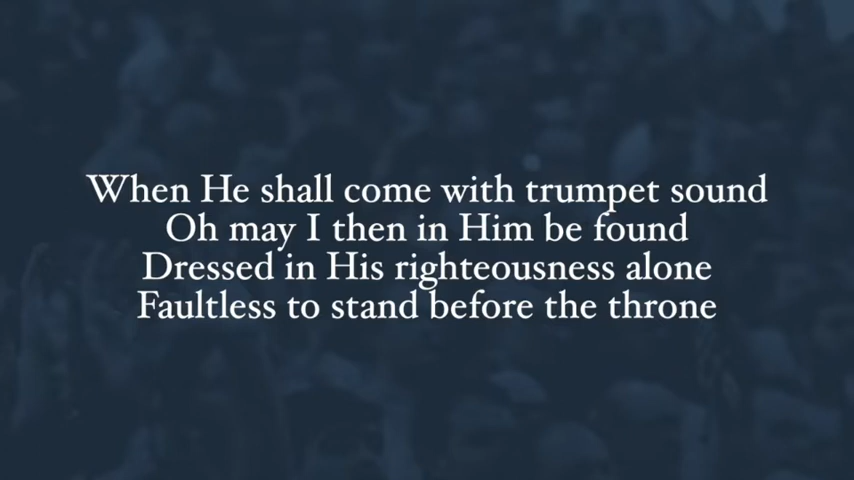 When He shall come with trumpet sound
Oh may I then in Him be found
Dressed in His righteousness alone
Faultless to stand before the throne